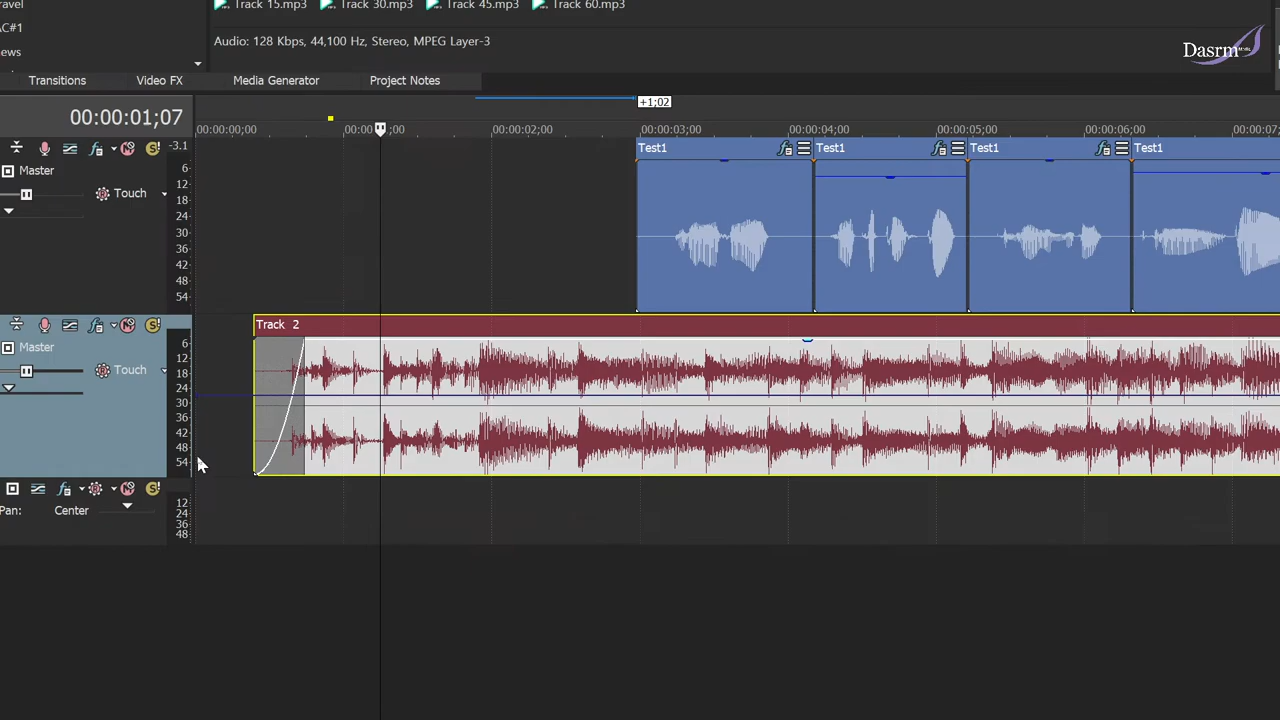 ravel
Track 15.mp3 Track 30.mp3 Track 45.mp3 Track 60.mp3
AC#1
Audio: 128 Kbps, 44,100 Hz, Stereo, MPEG Layer-3
ews
Dasrm Media
Transitions Video FX Media Generator Project Notes
+1;02
00:00:01;07
00:00:00;00 00:00:02;00 00:00:03;00 00:00:04;00 00:00:05;00 00:00:06;00 00:00:07
-3.1
Test1 Test1 Test1 Test1
Master
6
12
Touch
18
24
30
36
42
48
54
Track 2
Master
6
12
18
Touch
24
30
36
42
48
54
Pan: Center
12
24
36
48